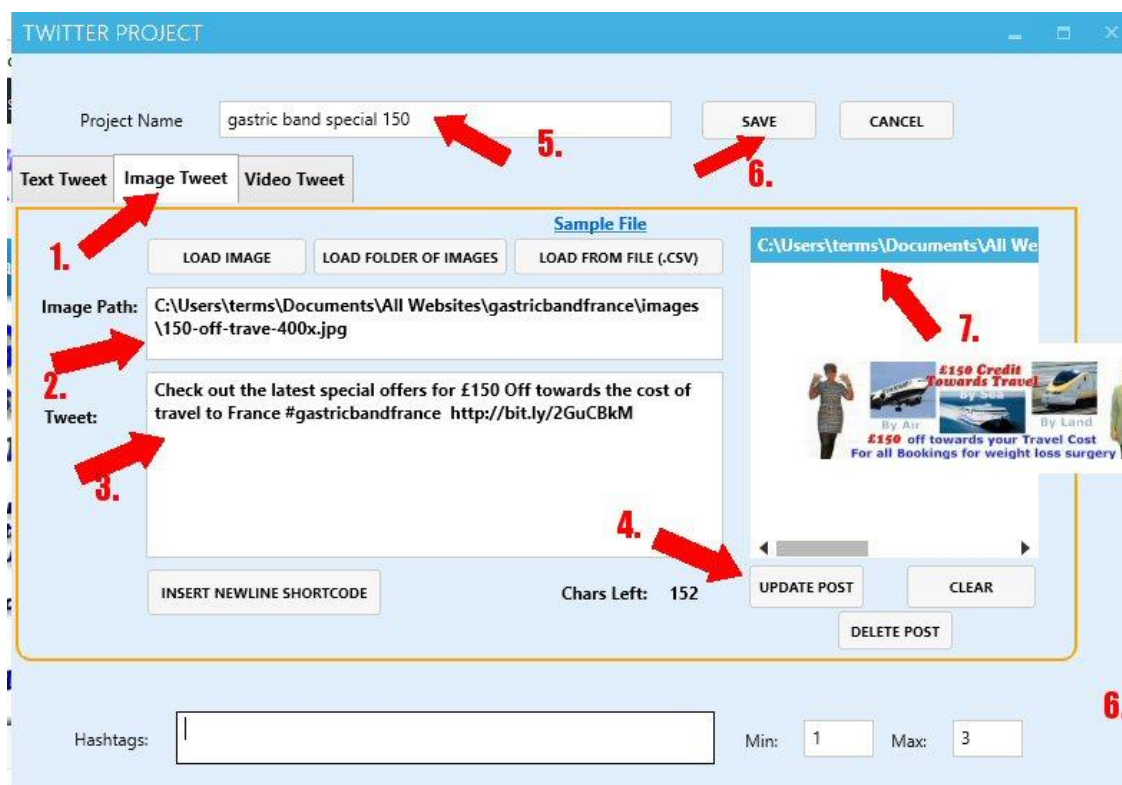 TWITTER PROJECT
Project Name gastric band special 150 SAVE CANCEL
5.
6.
Text Tweet Image Tweet Video Tweet
1.
Sample File
LOAD IMAGE LOAD FOLDER OF IMAGES LOAD FROM FILE (.CSV)
C:\Users\terms\Documents\All We
7.
Image Path: C:\Users\terms\Documents\All Websites\gastricbandfrance\images
\150-off-trave-400x.jpg
2.
Tweet: Check out the latest special offers for £150 Off towards the cost of
travel to France #gastricbandfrance http://bit.ly/2GuCBkM
3.
£150 Credit
Towards Travel
By Sea
By Air
By Land
£150 off towards your Travel Cost
For all Bookings for weight loss surgery
4.
INSERT NEWLINE SHORTCODE Chars Left: 152 UPDATE POST CLEAR
DELETE POST
6.
Hashtags: Min: 1 Max: 3